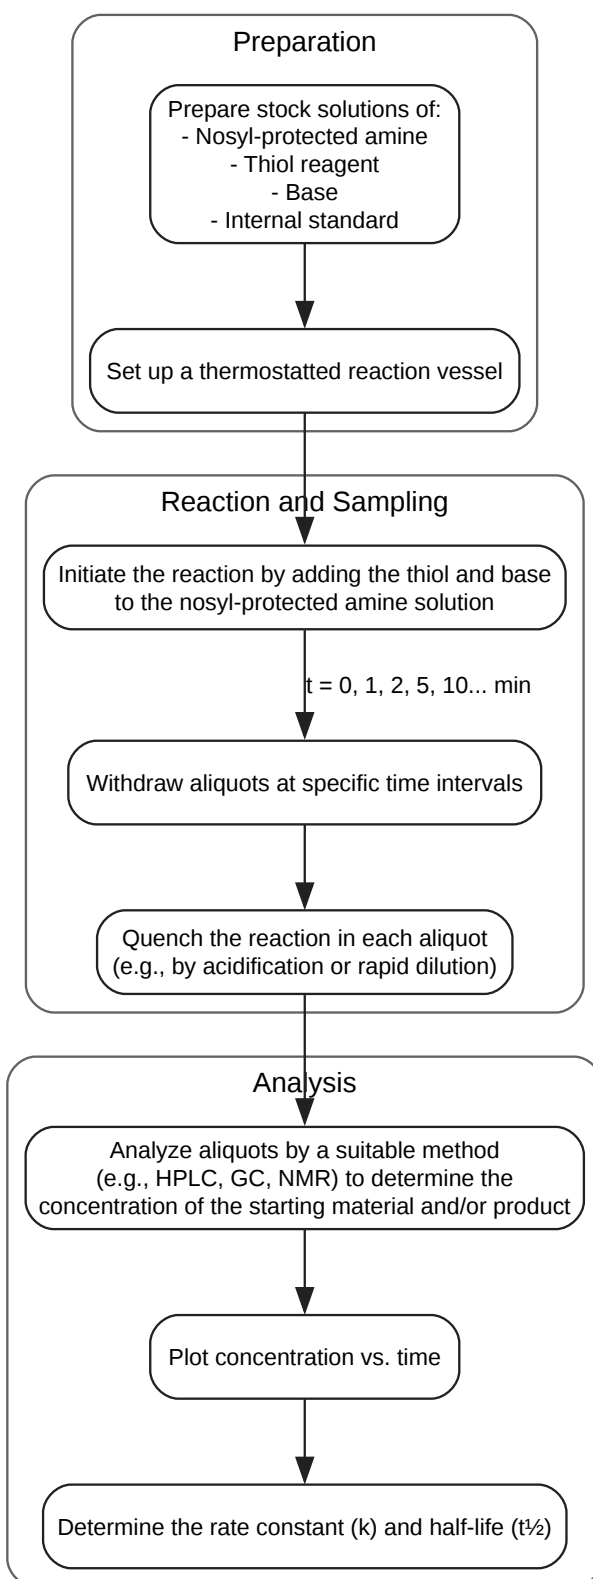 Preparation
Prepare stock solutions of:
- Nosyl-protected amine
- Thiol reagent
- Base
- Internal standard
Set up a thermostatted reaction vessel
Reaction and Sampling
Initiate the reaction by adding the thiol and base
to the nosyl-protected amine solution
t = 0, 1, 2, 5, 10... min
Withdraw aliquots at specific time intervals
Quench the reaction in each aliquot
(e.g., by acidification or rapid dilution)
Analysis
Analyze aliquots by a suitable method
(e.g., HPLC, GC, NMR) to determine the
concentration of the starting material and/or product
Plot concentration vs. time
Determine the rate constant (k) and half-life (t½)